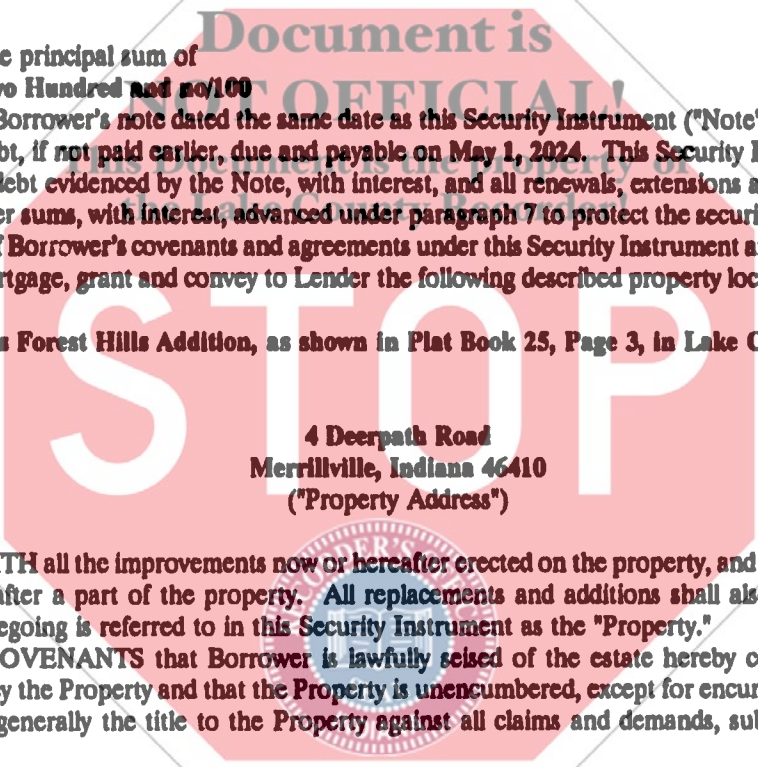 Document is
e principal sum of
vo Hundred and no/100
NOT OFFICIAL!
Borrower's note dated the same date as this Security Instrument ("Note"
bt, if not paid earlier, due and payable on May 1, 2024. This Security I
This Document is the property of
debt evidenced by the Note, with interest, and all renewals, extensions a
the Lake County Recorder!
er sums, with interest, advanced under paragraph 7 to protect the securi
f Borrower's covenants and agreements under this Security Instrument a
rtgage, grant and convey to Lender the following described property loc
s Forest Hills Addition, as shown in Plat Book 25, Page 3, in Lake C
STOP
4 Deerpath Road
Merrillville, Indiana 46410
("Property Address")
ITH all the improvements now or hereafter erected on the property, and
after a part of the property. All replacements and additions shall als
egoing is referred to in this Security Instrument as the "Property."
OVENANTS that Borrower is lawfully seised of the estate hereby c
y the Property and that the Property is unencumbered, except for encum
generally the title to the Property against all claims and demands, sub